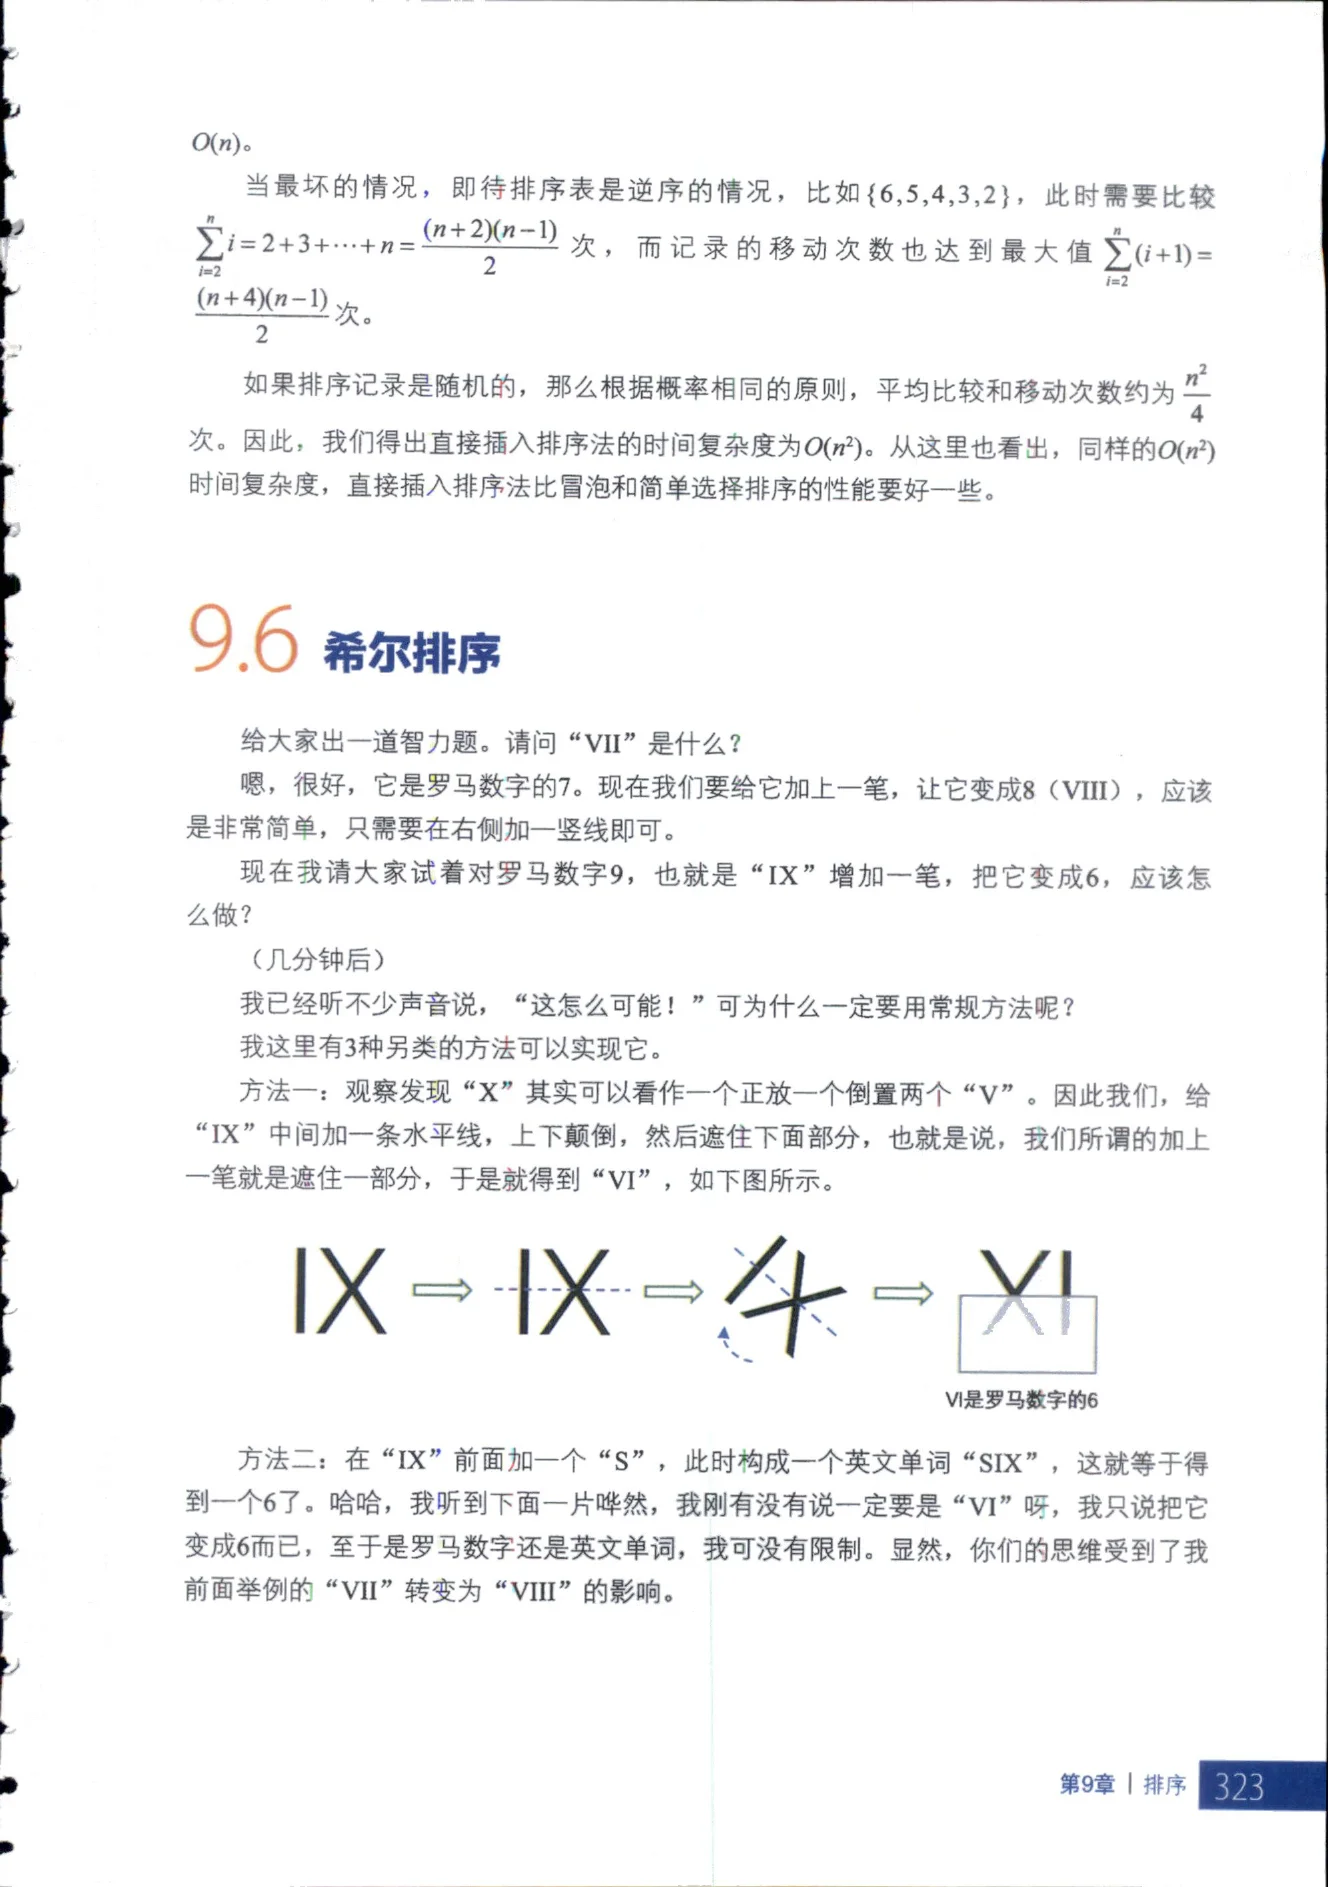 O(n)。
当最坏的情况，即待排序表是逆序的情况，比如{6,5,4,3,2}，此时需要比较
$\sum_{i=2}^{n} i=2+3+\cdots+n=\frac{(n+2)(n-1)}{2}$ 次，而记录的移动次数也达到最大值 $\sum_{i=2}^{n}(i+1)=$
$\frac{(n+4)(n-1)}{2}$ 次。
如果排序记录是随机的，那么根据概率相同的原则，平均比较和移动次数约为 $\frac{n^2}{4}$
次。因此，我们得出直接插入排序法的时间复杂度为O(n²)。从这里也看出，同样的O(n²)
时间复杂度，直接插入排序法比冒泡和简单选择排序的性能要好一些。
9.6 希尔排序
给大家出一道智力题。请问“VII”是什么？
嗯，很好，它是罗马数字的7。现在我们要给它加上一笔，让它变成8（VIII），应该
是非常简单，只需要在右侧加一竖线即可。
现在我请大家试着对罗马数字9，也就是“IX”增加一笔，把它变成6，应该怎
么做？
（几分钟后）
我已经听不少声音说，“这怎么可能！”可为什么一定要用常规方法呢？
我这里有3种另类的方法可以实现它。
方法一：观察发现“X”其实可以看作一个正放一个倒置两个“V”。因此我们，给
“IX”中间加一条水平线，上下颠倒，然后遮住下面部分，也就是说，我们所谓的加上
一笔就是遮住一部分，于是就得到“VI”，如下图所示。
IX IX IX XI
VI是罗马数字的6
方法二：在“IX”前面加一个“S”，此时构成一个英文单词“SIX”，这就等于得
到一个6了。哈哈，我听到下面一片哗然，我刚有没有说一定要是“VI”呀，我只说把它
变成6而已，至于是罗马数字还是英文单词，我可没有限制。显然，你们的思维受到了我
前面举例的“VII”转变为“VIII”的影响。
第9章 | 排序 323